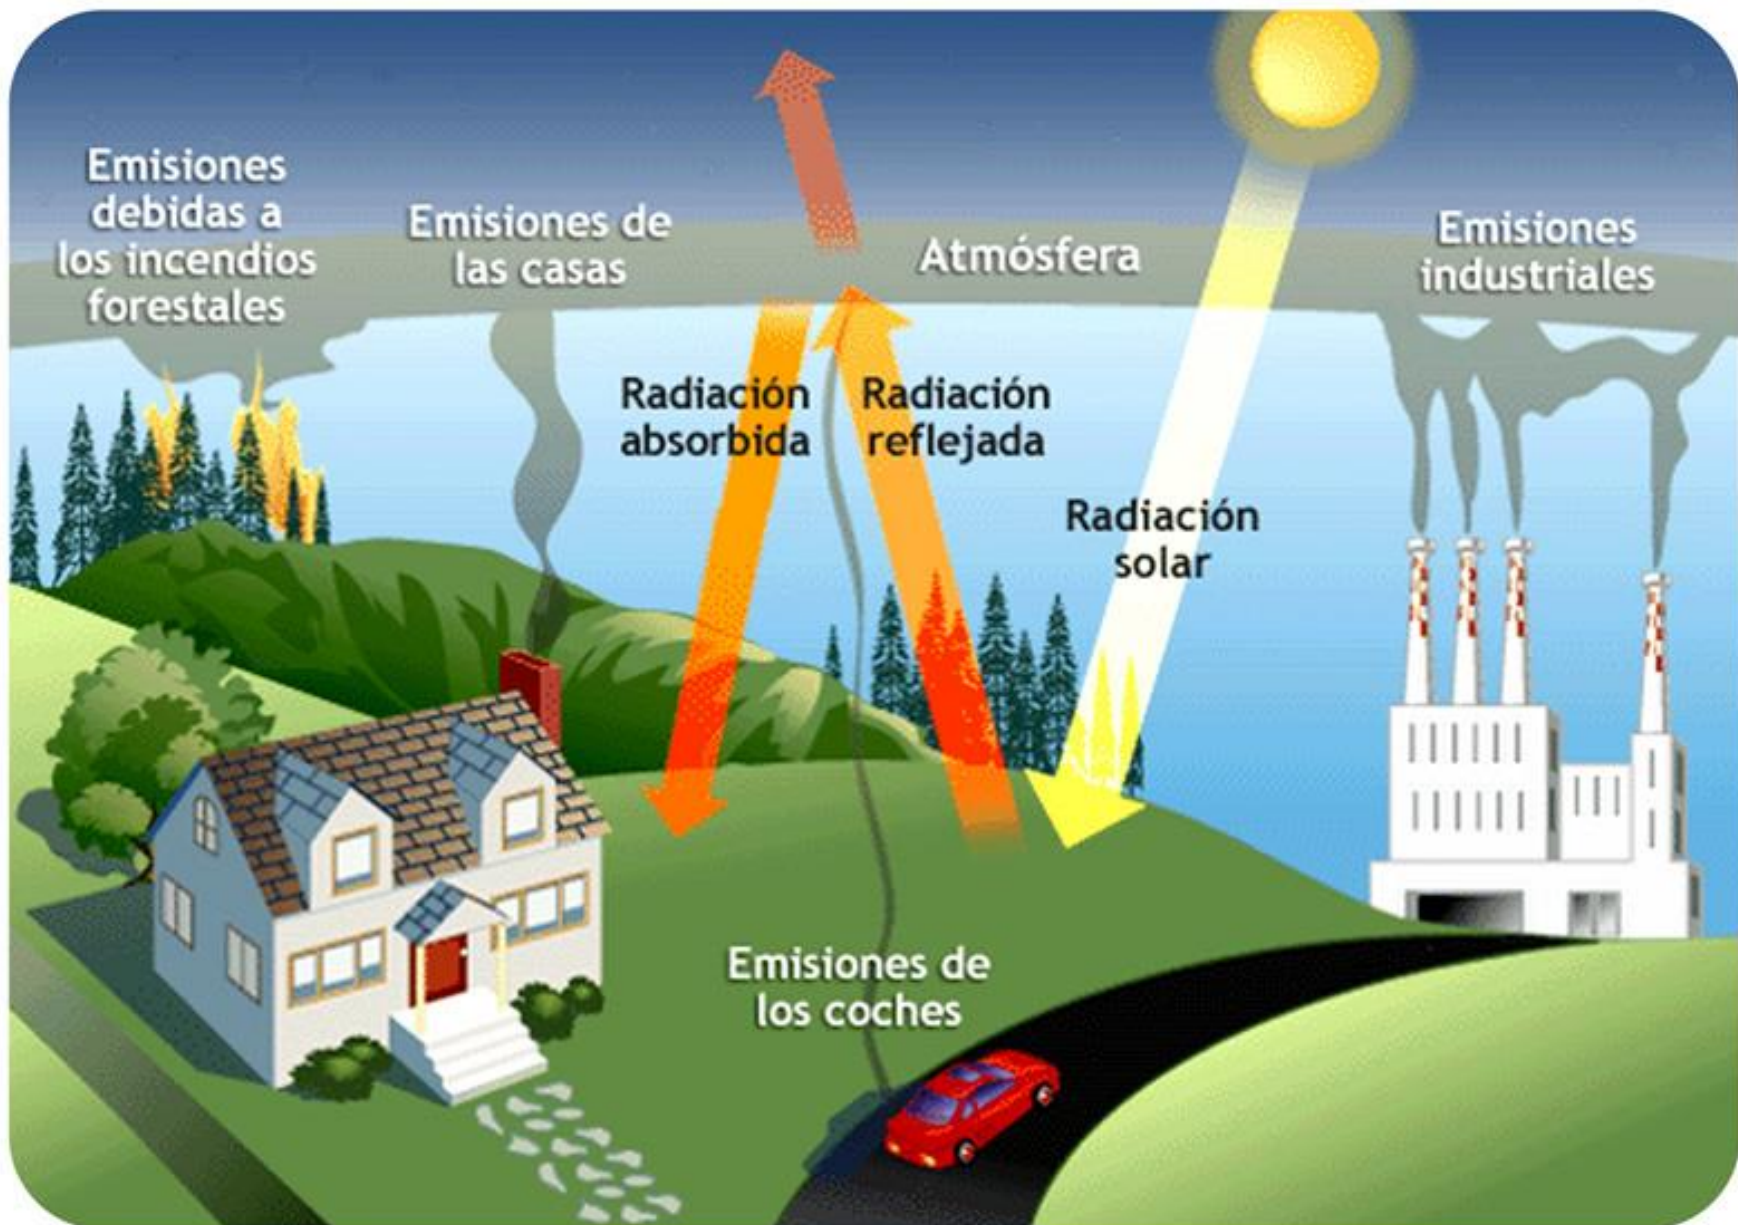 Emisiones
debidas a
los incendios
forestales
Emisiones de
las casas
Atmósfera
Emisiones
industriales
Radiación
absorbida
Radiación
reflejada
Radiación
solar
Emisiones de
los coches